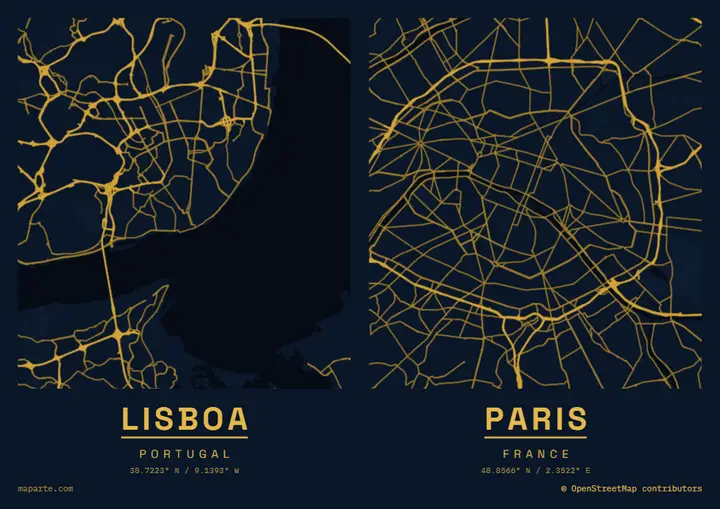 LISBOA
PORTUGAL
38.7223° N / 9.1393° W
PARIS
FRANCE
48.8566° N / 2.3522° E
maparte.com
© OpenStreetMap contributors